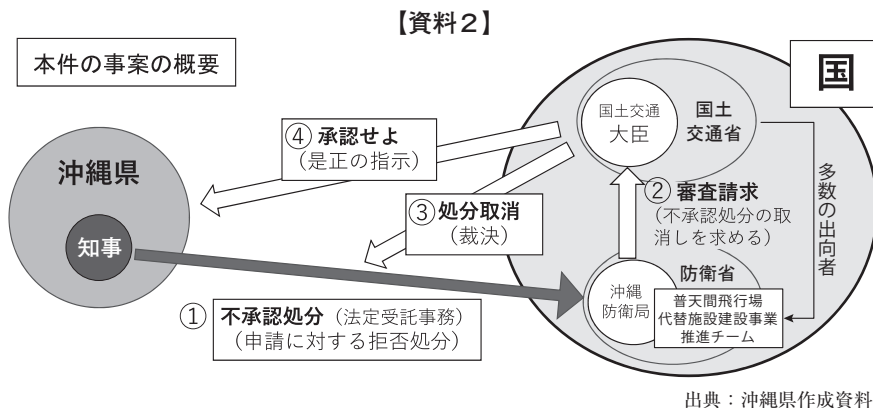 【資料２】
本件の事案の概要
国
国土交通
大臣
国土
交通省
④ 承認せよ
（是正の指示）
沖縄県
知事
③ 処分取消
（裁決）
② 審査請求
（不承認処分の取
消しを求める）
多数の出向者
防衛省
沖縄
防衛局
普天間飛行場
代替施設建設事業
推進チーム
① 不承認処分（法定受託事務）
（申請に対する拒否処分）
出典：沖縄県作成資料